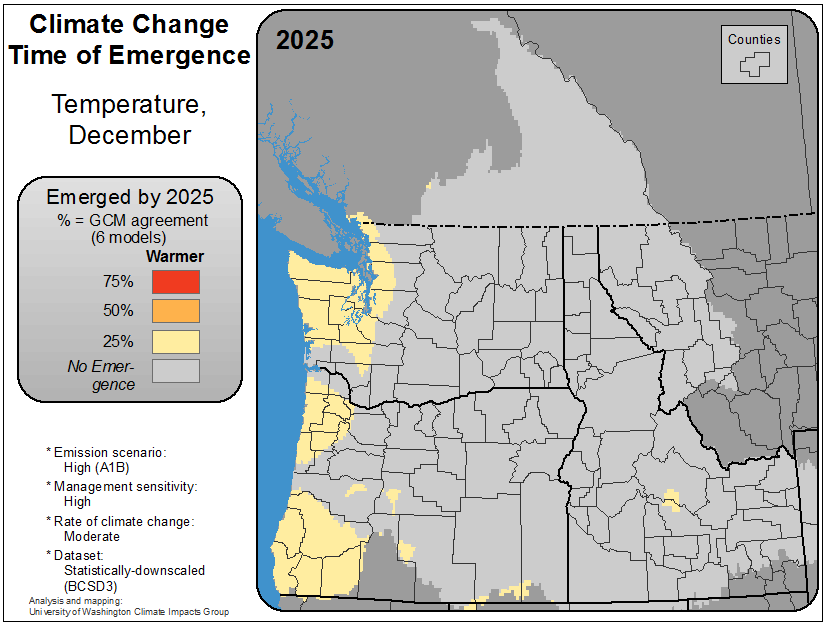 Climate Change
Time of Emergence
Temperature,
December
Emerged by 2025
% = GCM agreement
(6 models)
Warmer
75%
50%
25%
No Emer-
gence
* Emission scenario:
High (A1B)
* Management sensitivity:
High
* Rate of climate change:
Moderate
* Dataset:
Statistically-downscaled
(BCSD3)
Analysis and mapping:
University of Washington Climate Impacts Group
2025
Counties